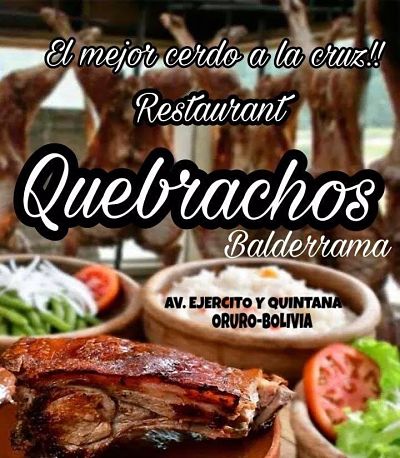 El mejor cerdo a la cruz!!
Restaurant
Quebrachos
Balderrama
AV. EJERCITO Y QUINTANA
ORURO-BOLIVIA